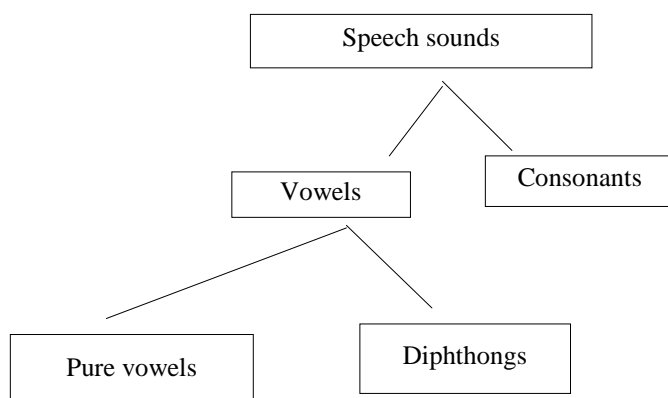 Speech sounds
Vowels
Consonants
Pure vowels
Diphthongs